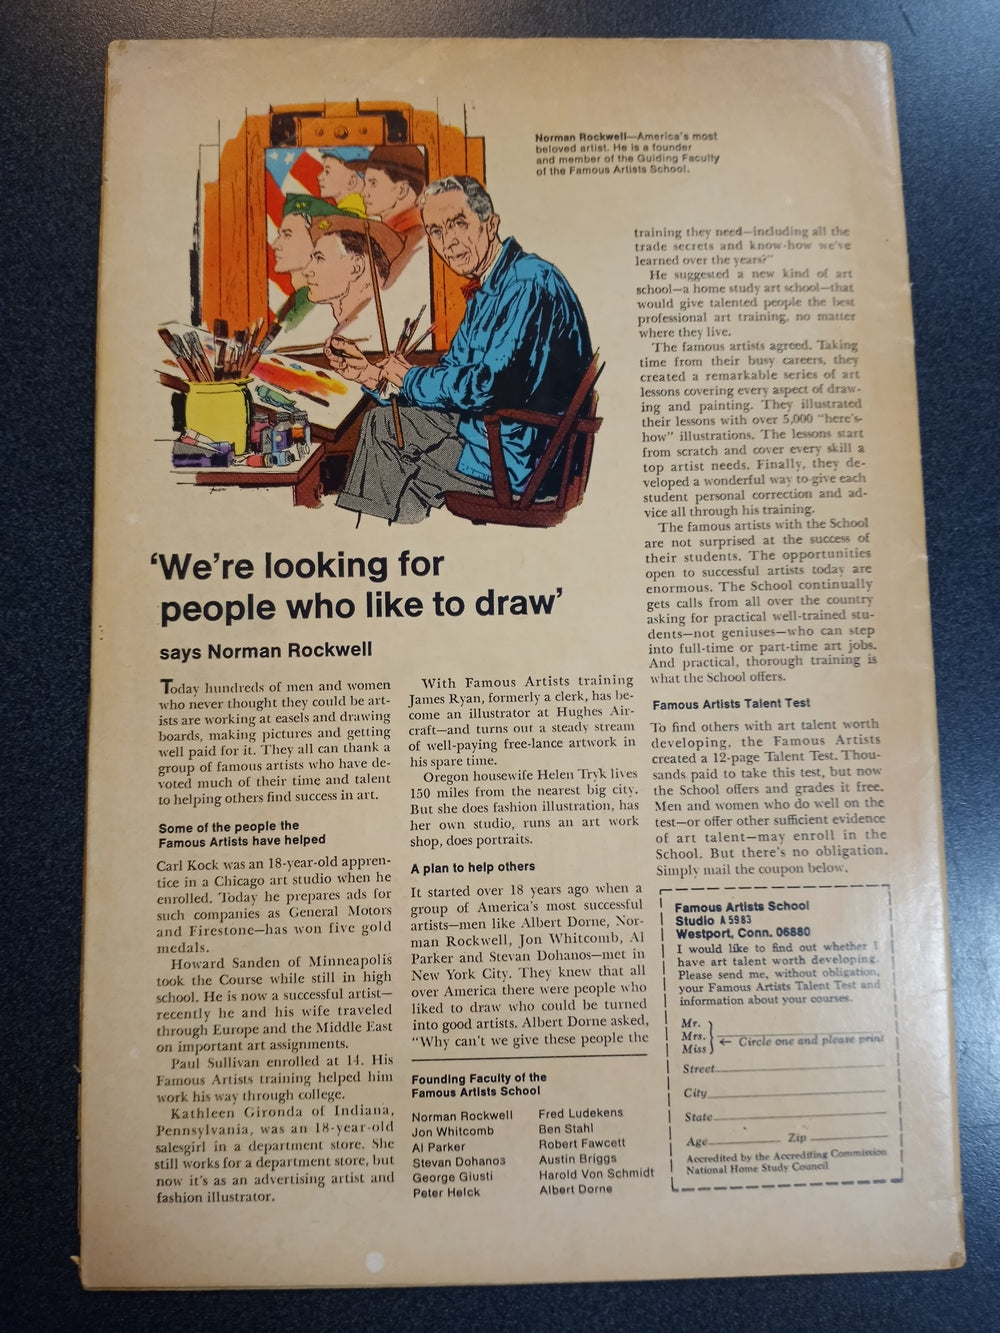 Norman Rockwell—America's most
beloved artist. He is a founder
and member of the Guiding Faculty
of the Famous Artists School.
'We're looking for
people who like to draw'
says Norman Rockwell
Today hundreds of men and women
who never thought they could be art-
ists are working at easels and drawing
boards, making pictures and getting
well paid for it. They all can thank a
group of famous artists who have de-
voted much of their time and talent
to helping others find success in art.
Some of the people the
Famous Artists have helped
Carl Kock was an 18-year-old appren-
tice in a Chicago art studio when he
enrolled. Today he prepares ads for
such companies as General Motors
and Firestone—has won five gold
medals.
Howard Sanden of Minneapolis
took the Course while still in high
school. He is now a successful artist—
recently he and his wife traveled
through Europe and the Middle East
on important art assignments.
Paul Sullivan enrolled at 14. His
Famous Artists training helped him
work his way through college.
Kathleen Gironda of Indiana,
Pennsylvania, was an 18-year-old
salesgirl in a department store. She
still works for a department store, but
now it's as an advertising artist and
fashion illustrator.
With Famous Artists training
James Ryan, formerly a clerk, has be-
come an illustrator at Hughes Air-
craft—and turns out a steady stream
of well-paying free-lance artwork in
his spare time.
Oregon housewife Helen Tryk lives
150 miles from the nearest big city.
But she does fashion illustration, has
her own studio, runs an art work
shop, does portraits.
A plan to help others
It started over 18 years ago when a
group of America's most successful
artists—men like Albert Dorne, Nor-
man Rockwell, Jon Whitcomb, Al
Parker and Stevan Dohanos—met in
New York City. They knew that all
over America there were people who
liked to draw who could be turned
into good artists. Albert Dorne asked,
"Why can't we give these people the
training they need—including all the
trade secrets and know-how we've
learned over the years?"
He suggested a new kind of art
school—a home study art school—that
would give talented people the best
professional art training, no matter
where they live.
The famous artists agreed. Taking
time from their busy careers, they
created a remarkable series of art
lessons covering every aspect of draw-
ing and painting. They illustrated
their lessons with over 5,000 "here's-
how" illustrations. The lessons start
from scratch and cover every skill a
top artist needs. Finally, they de-
veloped a wonderful way to give each
student personal correction and ad-
vice all through his training.
The famous artists with the School
are not surprised at the success of
their students. The opportunities
open to successful artists today are
enormous. The School continually
gets calls from all over the country
asking for practical well-trained stu-
dents—not geniuses—who can step
into full-time or part-time art jobs.
And practical, thorough training is
what the School offers.
Famous Artists Talent Test
To find others with art talent worth
developing, the Famous Artists
created a 12-page Talent Test. Thou-
sands paid to take this test, but now
the School offers and grades it free.
Men and women who do well on the
test—or offer other sufficient evidence
of art talent—may enroll in the
School. But there's no obligation.
Simply mail the coupon below.
Founding Faculty of the
Famous Artists School
Norman Rockwell
Jon Whitcomb
Al Parker
Stevan Dohanos
George Giusti
Peter Helck
Fred Ludekens
Ben Stahl
Robert Fawcett
Austin Briggs
Harold Von Schmidt
Albert Dorne
Famous Artists School
Studio A5983
Westport, Conn. 06880
I would like to find out whether I
have art talent worth developing.
Please send me, without obligation,
your Famous Artists Talent Test and
information about your courses.
Mr.
Mrs. ← Circle one and please print
Miss
Street
City
State
Age Zip
Accredited by the Accrediting Commission
National Home Study Council